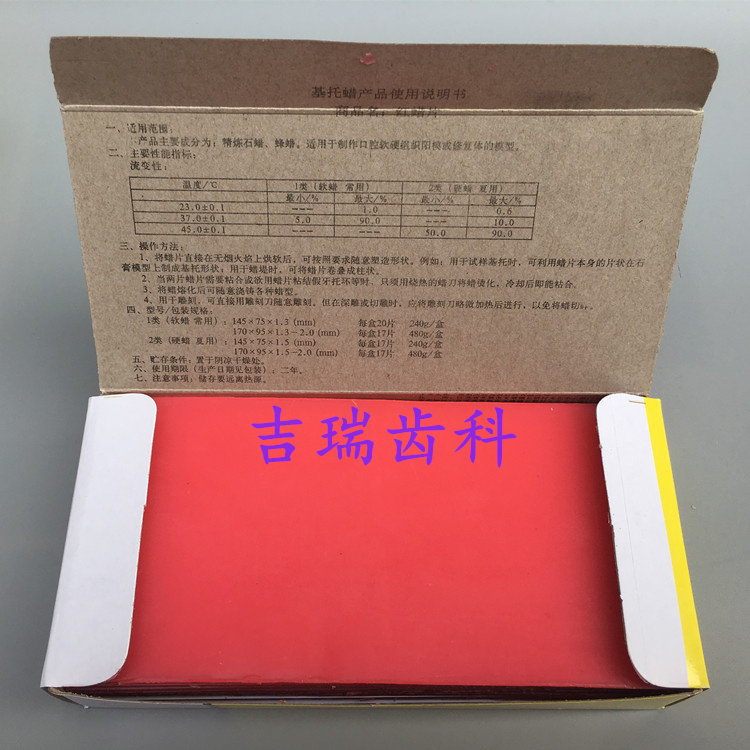 基托蜡产品使用说明书
商品名：红蜡片
一、适用范围：
产品主要成分为：精炼石蜡、蜂蜡。适用于制作口腔软硬组织阳模或修复体的模型。
二、主要性能指标：
流变性：
温度/℃ 1类（软蜡 常用） 2类（硬蜡 夏用）
最小/% 最大/% 最小/% 最大/%
23.0±0.1 --- 1.0 --- 0.6
37.0±0.1 5.0 90.0 --- 10.0
45.0±0.1 --- --- 50.0 90.0
三、操作方法：
1、将蜡片直接在无烟火焰上烘软后，可按照要求随意塑造形状。例如：用于试样基托时，可利用蜡片本身的片状在石
膏模型上制成基托形状；用于蜡堤时，可将蜡片卷叠成柱状。
2、当两片蜡片需要粘合或欲用蜡片粘结假牙托环等时，只须用烧热的蜡刀将蜡烫化，冷却后即能粘合。
3、将蜡熔化后可随意浇铸各种蜡型。
4、用于雕刻，可直接用雕刻刀随意雕刻。但在深雕或切雕时，应将雕刻刀略微加热后进行，以免将蜡切碎。
四、型号/包装规格：
1类（软蜡 常用）：145×75×1.3 (mm) 每盒20片 240g/盒
170×95×1.3-2.0 (mm) 每盒17片 480g/盒
2类（硬蜡 夏用）：145×75×1.5 (mm) 每盒17片 240g/盒
170×95×1.5-2.0 (mm) 每盒17片 480g/盒
五、贮存条件：置于阴凉干燥处。
六、使用期限（生产日期见包装）：二年。
七、注意事项：储存要远离热源。
吉瑞齿科